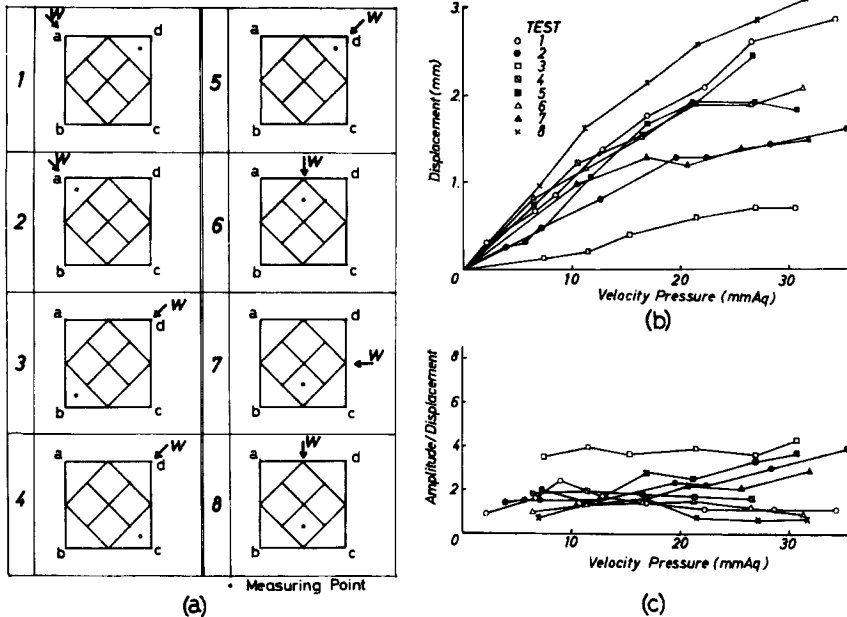 1
W
a
d
b
c
2
W
a
d
b
c
3
W
a
d
b
c
4
W
a
d
b
c
5
W
a
d
b
c
6
W
a
d
b
c
7
W
a
d
b
c
8
W
a
d
b
c
• Measuring Point
(a)
Displacement (mm)
3.
2.
1.
0
10
20
30
Velocity Pressure (mmAq)
TEST
1
2
3
4
5
6
7
8
(b)
Amplitude/Displacement
8
6
4
2
0
10
20
30
Velocity Pressure (mmAq)
(c)